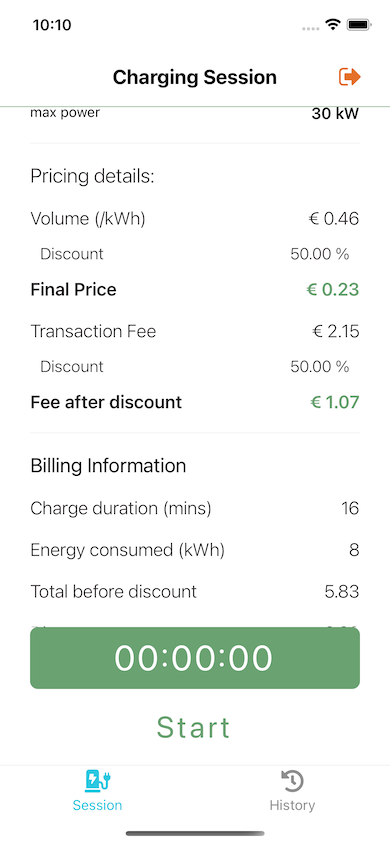 10:10
Charging Session
max power 30 kW
Pricing details:
Volume (/kWh) € 0.46
Discount 50.00 %
Final Price € 0.23
Transaction Fee € 2.15
Discount 50.00 %
Fee after discount € 1.07
Billing Information
Charge duration (mins) 16
Energy consumed (kWh) 8
Total before discount 5.83
00:00:00
Start
Session History